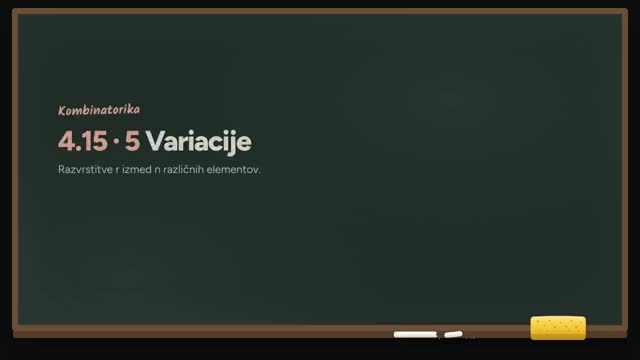 Kombinatorika
4.15 · 5 Variacije
Razvrstitve r izmed n različnih elementov.